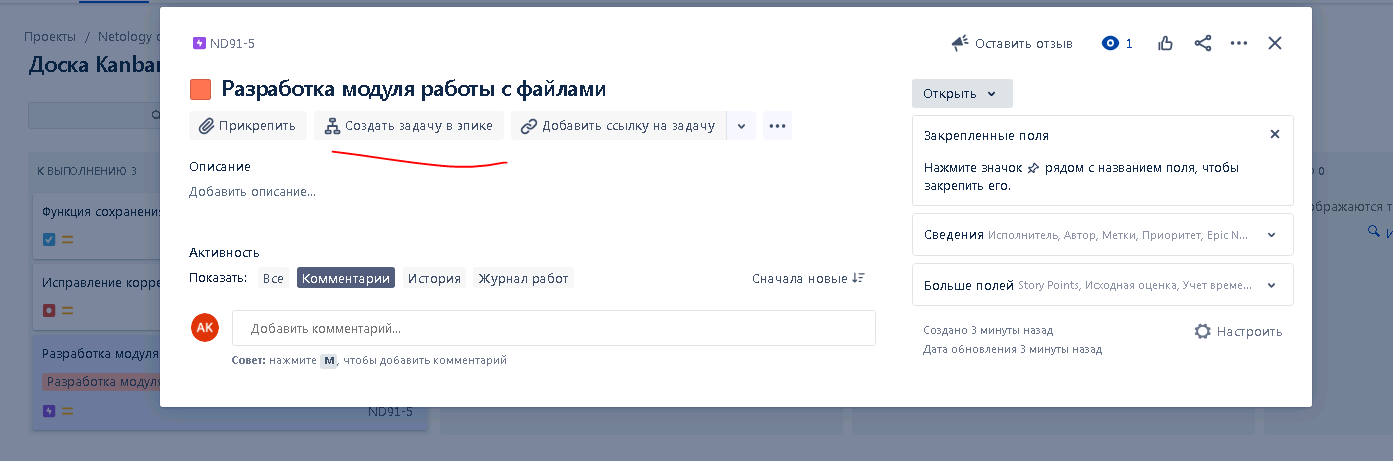 Проекты / Netology
Доска Kanban
ND91-5
Оставить отзыв
1
Разработка модуля работы с файлами
Открыть
Прикрепить
Создать задачу в эпике
Добавить ссылку на задачу
Закрепленные поля
Нажмите значок рядом с названием поля, чтобы
закрепить его.
Описание
Добавить описание...
К ВЫПОЛНЕНИЮ 3
0
Функция сохранения
Сведения Исполнитель, Автор, Метки, Приоритет, Epic N...
Активность
Показать: Все Комментарии История Журнал работ
Сначала новые
Исправление
Больше полей Story Points, Исходная оценка, Учет време...
AK
Добавить комментарий...
Создано 3 минуты назад
Настроить
Дата обновления 3 минуты назад
Совет: нажмите M, чтобы добавить комментарий
Разработка модуля
Разработка модуля
ND91-5